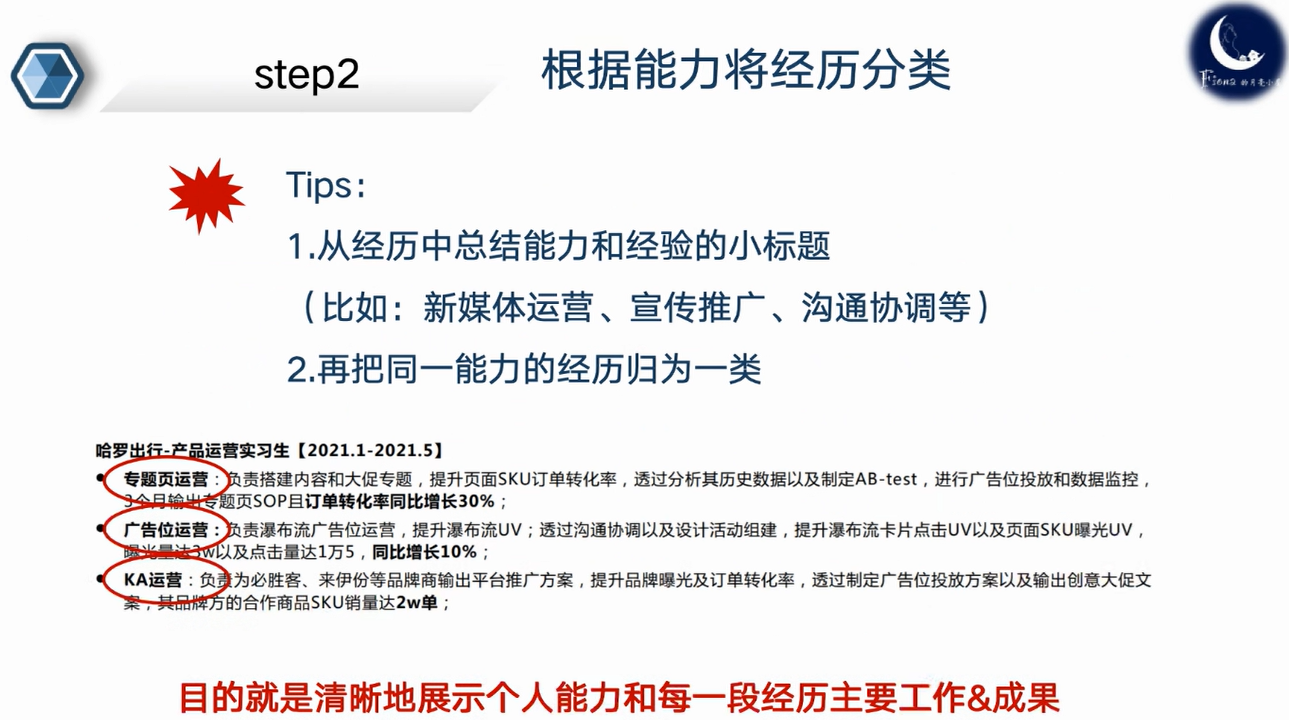 step2
根据能力将经历分类
Fiona
Tips：
1.从经历中总结能力和经验的小标题
（比如：新媒体运营、宣传推广、沟通协调等）
2.再把同一能力的经历归为一类
哈罗出行-产品运营实习生【2021.1-2021.5】
专题页运营：负责搭建内容和大促专题，提升页面SKU订单转化率，透过分析其历史数据以及制定AB-test，进行广告位投放和数据监控，
3个月输出专题页SOP且订单转化率同比增长30%；
广告位运营：负责瀑布流广告位运营，提升瀑布流UV；透过沟通协调以及设计活动组建，提升瀑布流卡片点击UV以及页面SKU曝光UV，
曝光量达3w以及点击量达1万5，同比增长10%；
KA运营：负责为必胜客、来伊份等品牌商输出平台推广方案，提升品牌曝光及订单转化率，透过制定广告位投放方案以及输出创意大促文
案，其品牌方的合作商品SKU销量达2w单；
目的就是清晰地展示个人能力和每一段经历主要工作&成果